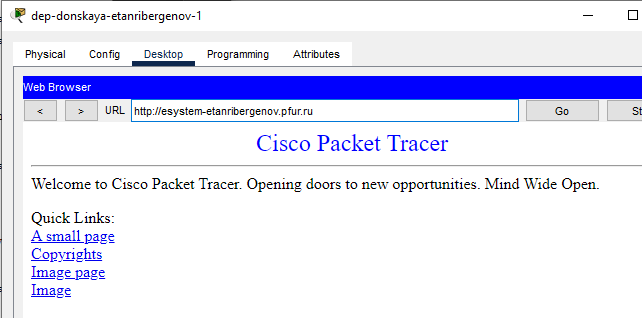 dep-donskaya-etanribergenov-1
Physical Config Desktop Programming Attributes
Web Browser
< > URL http://esystem-etanribergenov.pfur.ru Go
Cisco Packet Tracer
Welcome to Cisco Packet Tracer. Opening doors to new opportunities. Mind Wide Open.
Quick Links:
A small page
Copyrights
Image page
Image